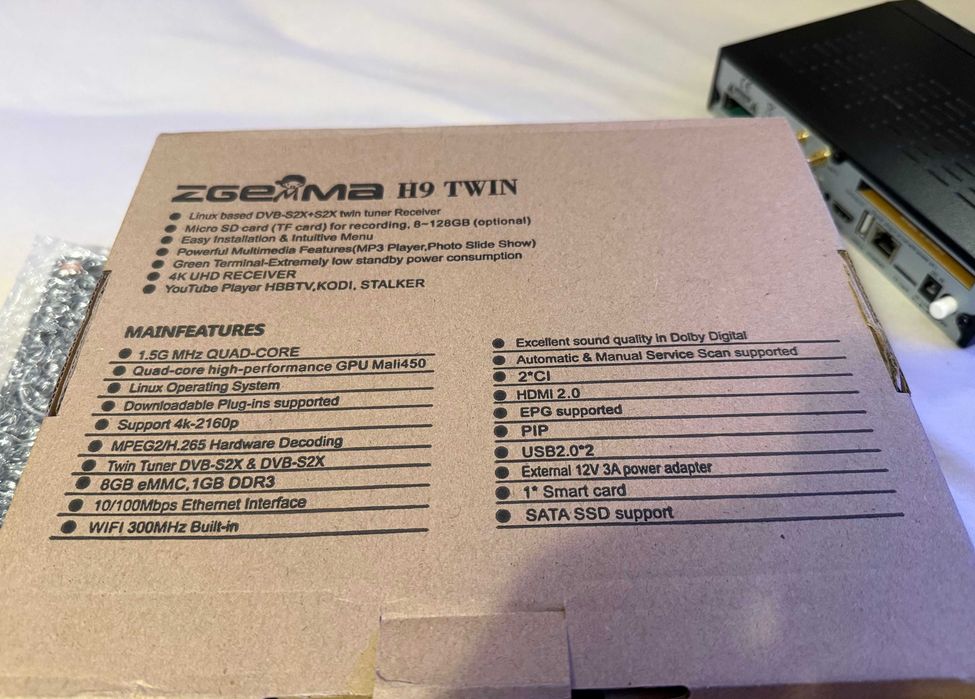 ZGEMMA H9 TWIN
Linux based DVB-S2X+S2X twin tuner Receiver
Micro SD card (TF card) for recording, 8~128GB (optional)
Easy Installation & Intuitive Menu
Powerful Multimedia Features(MP3 Player,Photo Slide Show)
Green Terminal-Extremely low standby power consumption
4K UHD RECEIVER
YouTube Player HBBTV,KODI, STALKER
MAINFEATURES
1.5G MHz QUAD-CORE
Quad-core high-performance GPU Mali450
Linux Operating System
Downloadable Plug-ins supported
Support 4k-2160p
MPEG2/H.265 Hardware Decoding
Twin Tuner DVB-S2X & DVB-S2X
8GB eMMC,1GB DDR3
10/100Mbps Ethernet Interface
WIFI 300MHz Built-in
Excellent sound quality in Dolby Digital
Automatic & Manual Service Scan supported
2*CI
HDMI 2.0
EPG supported
PIP
USB2.0*2
External 12V 3A power adapter
1* Smart card
SATA SSD support